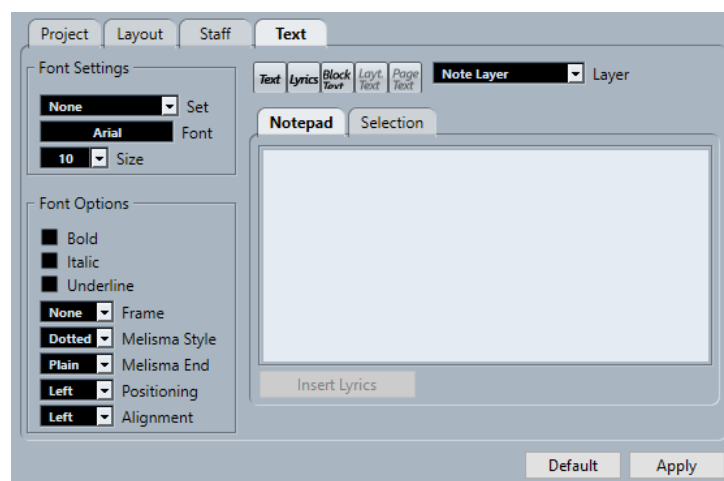 Project Layout Staff Text
Font Settings
None Set
Arial Font
10 Size
Font Options
Bold
Italic
Underline
None Frame
Dotted Melisma Style
Plain Melisma End
Left Positioning
Left Alignment
Text Lyrics Block Text Layt. Text Page Text Note Layer Layer
Notepad Selection
Insert Lyrics
Default Apply